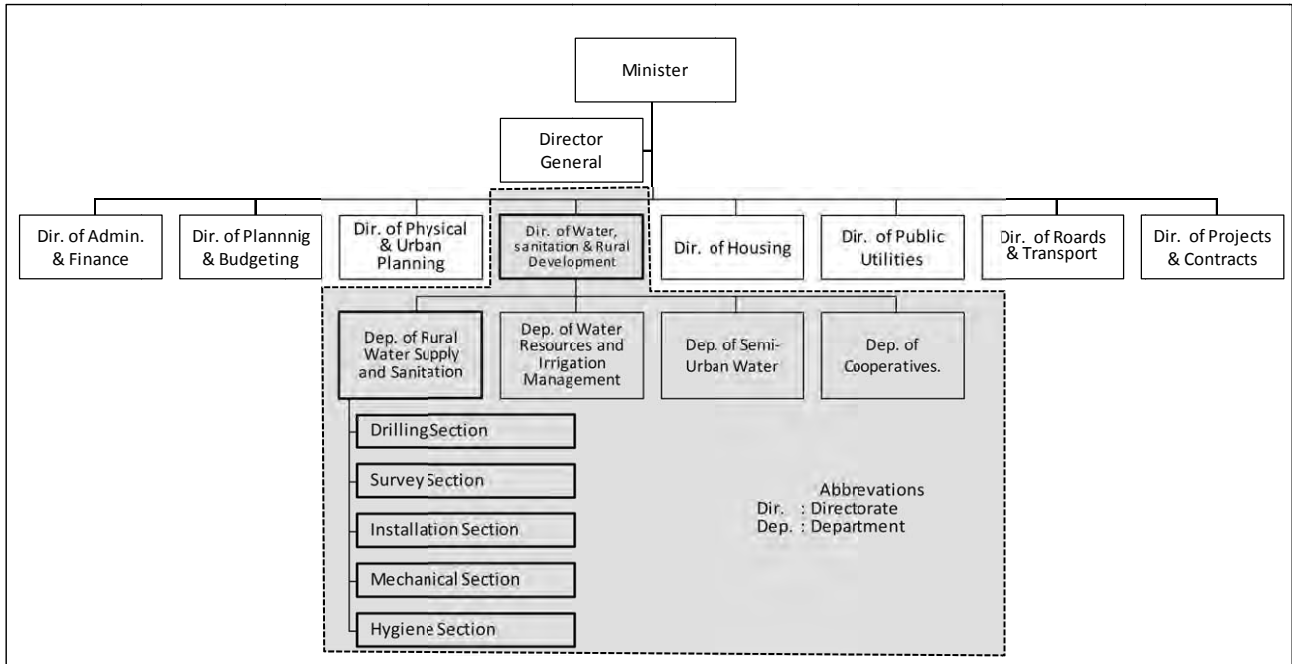 Minister
Director
General
Dir. of Admin.
& Finance
Dir. of Plannnig
& Budgeting
Dir. of Physical
& Urban
Planning
Dir. of Water,
sanitation & Rural
Development
Dir. of Housing
Dir. of Public
Utilities
Dir. of Roards
& Transport
Dir. of Projects
& Contracts
Dep. of Rural
Water Supply
and Sanitation
Dep. of Water
Resources and
Irrigation
Management
Dep. of Semi-
Urban Water
Dep. of
Cooperatives.
Drilling Section
Survey Section
Installation Section
Mechanical Section
Hygiene Section
Abbrevations
Dir. : Directorate
Dep. : Department